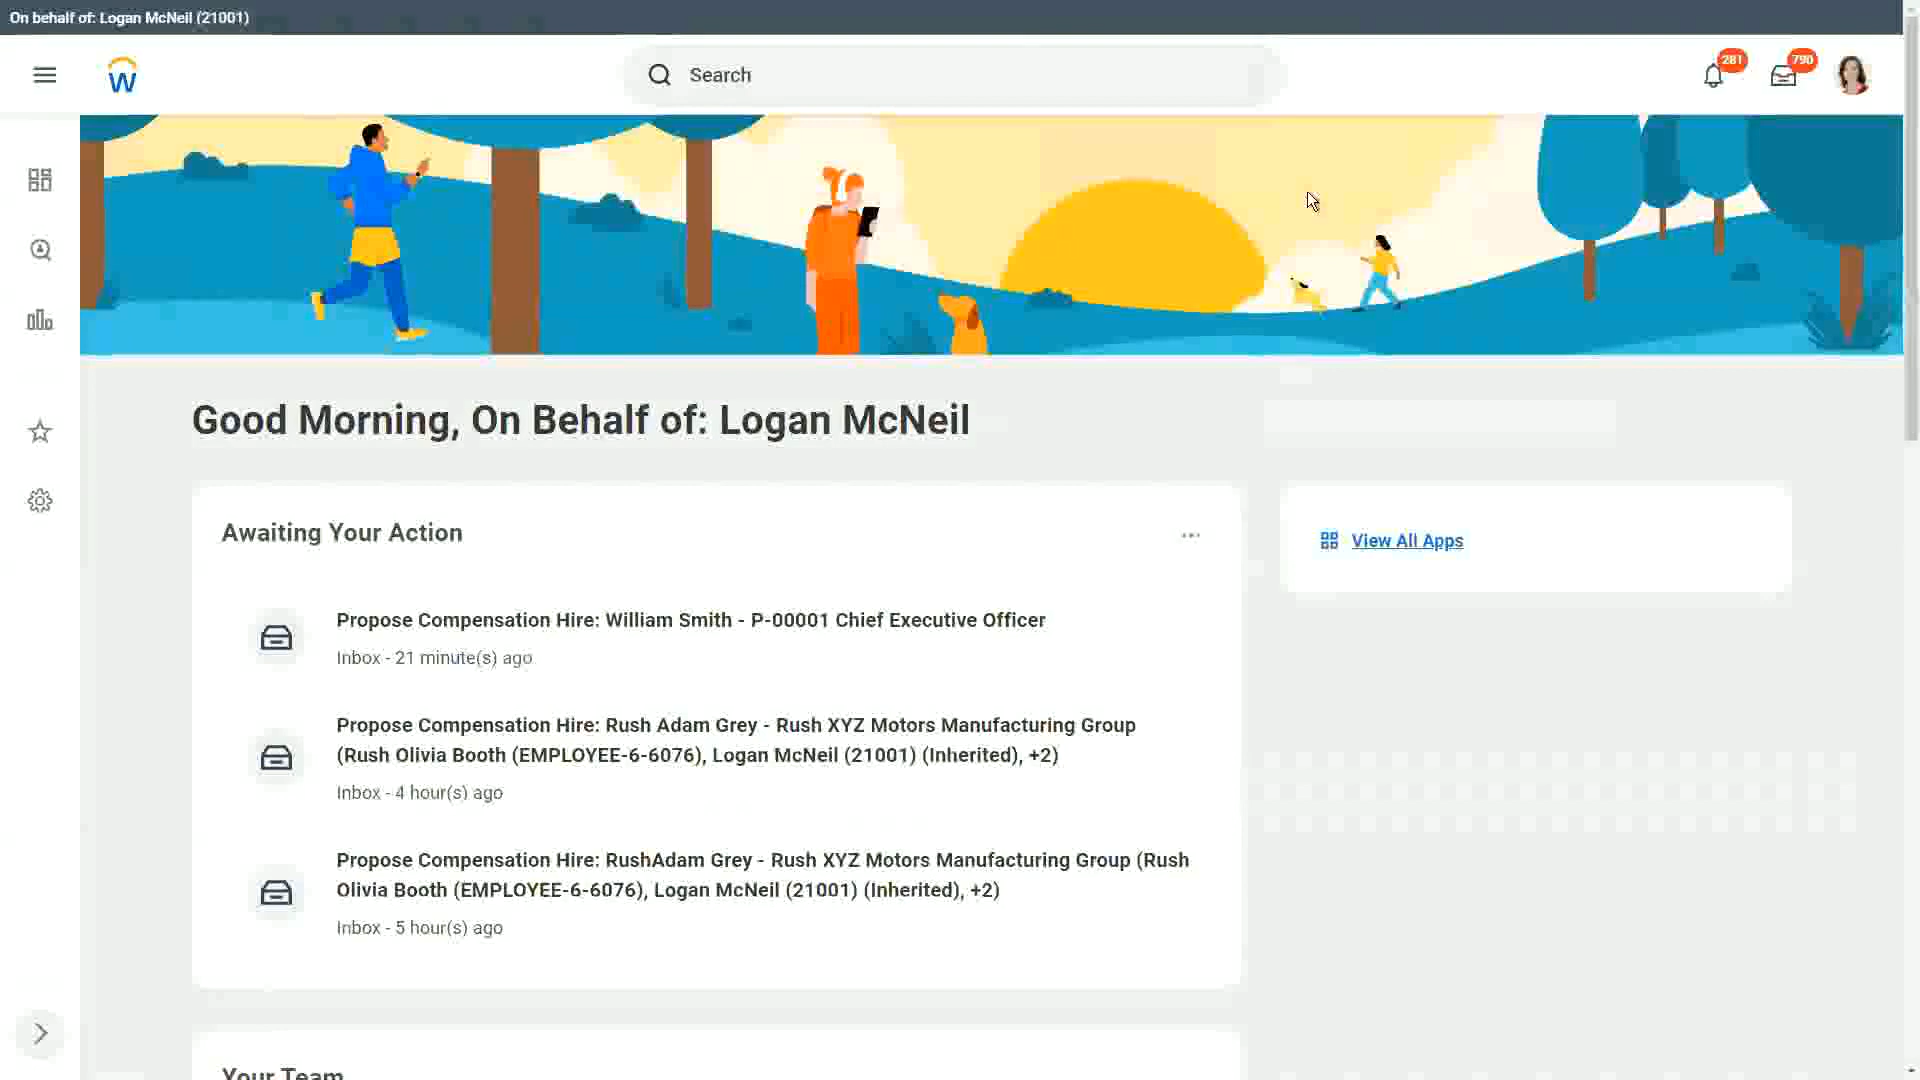 On behalf of: Logan McNeil (21001)
W
Search
281
790
Good Morning, On Behalf of: Logan McNeil
Awaiting Your Action
View All Apps
Propose Compensation Hire: William Smith - P-00001 Chief Executive Officer
Inbox - 21 minute(s) ago
Propose Compensation Hire: Rush Adam Grey - Rush XYZ Motors Manufacturing Group
(Rush Olivia Booth (EMPLOYEE-6-6076), Logan McNeil (21001) (Inherited), +2)
Inbox - 4 hour(s) ago
Propose Compensation Hire: RushAdam Grey - Rush XYZ Motors Manufacturing Group (Rush
Olivia Booth (EMPLOYEE-6-6076), Logan McNeil (21001) (Inherited), +2)
Inbox - 5 hour(s) ago
Your Team